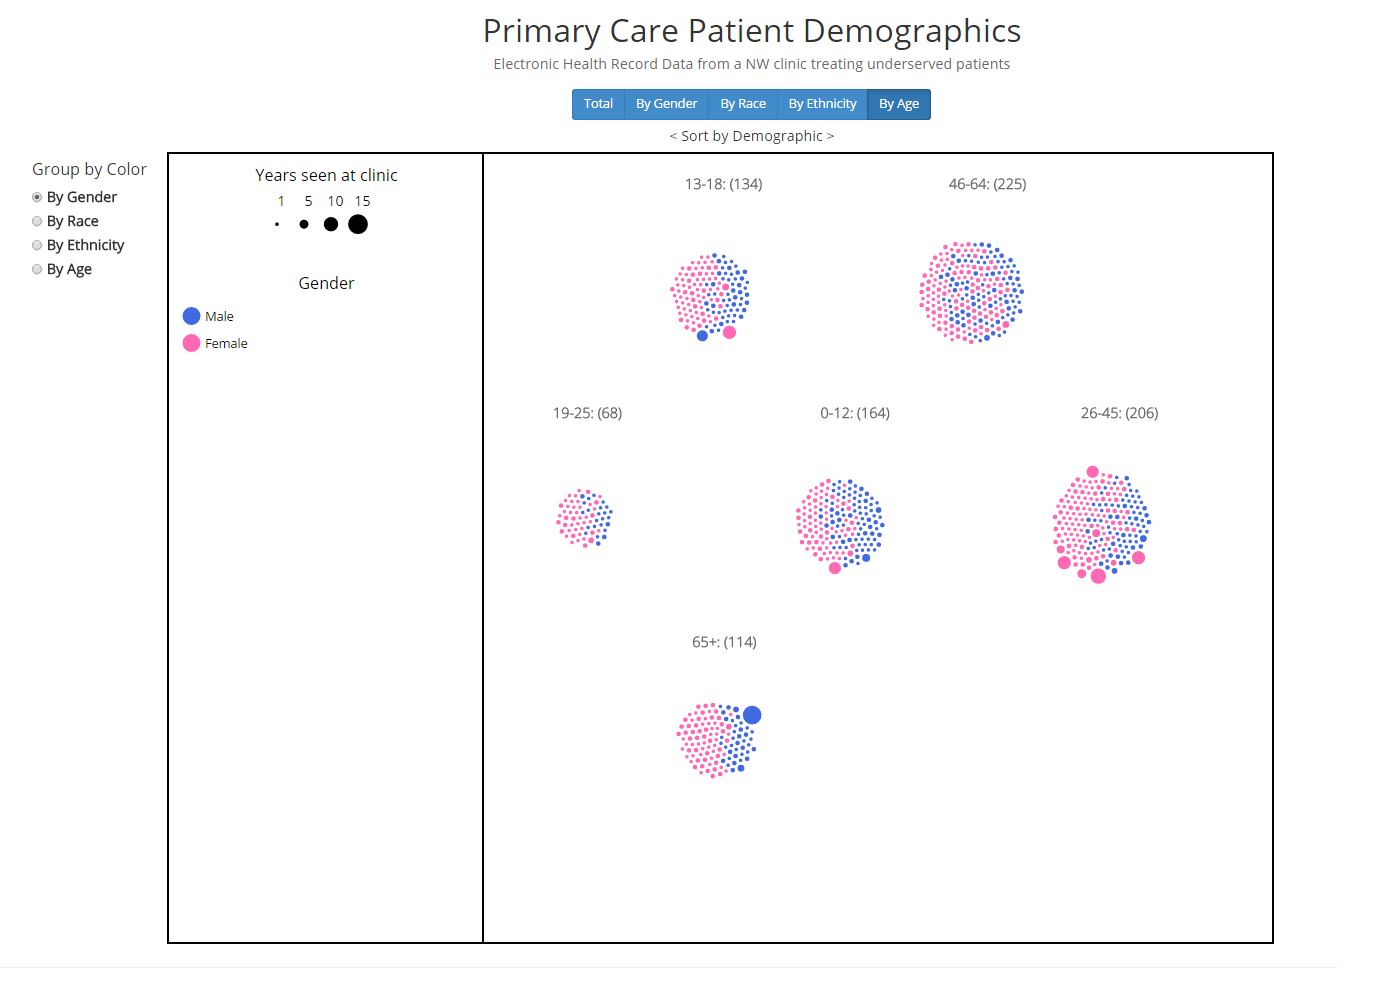 Primary Care Patient Demographics
Electronic Health Record Data from a NW clinic treating underserved patients
Total By Gender By Race By Ethnicity By Age
< Sort by Demographic >
Group by Color
By Gender
By Race
By Ethnicity
By Age
Years seen at clinic
1 5 10 15
Gender
Male
Female
13-18: (134) 46-64: (225)
19-25: (68) 0-12: (164) 26-45: (206)
65+: (114)